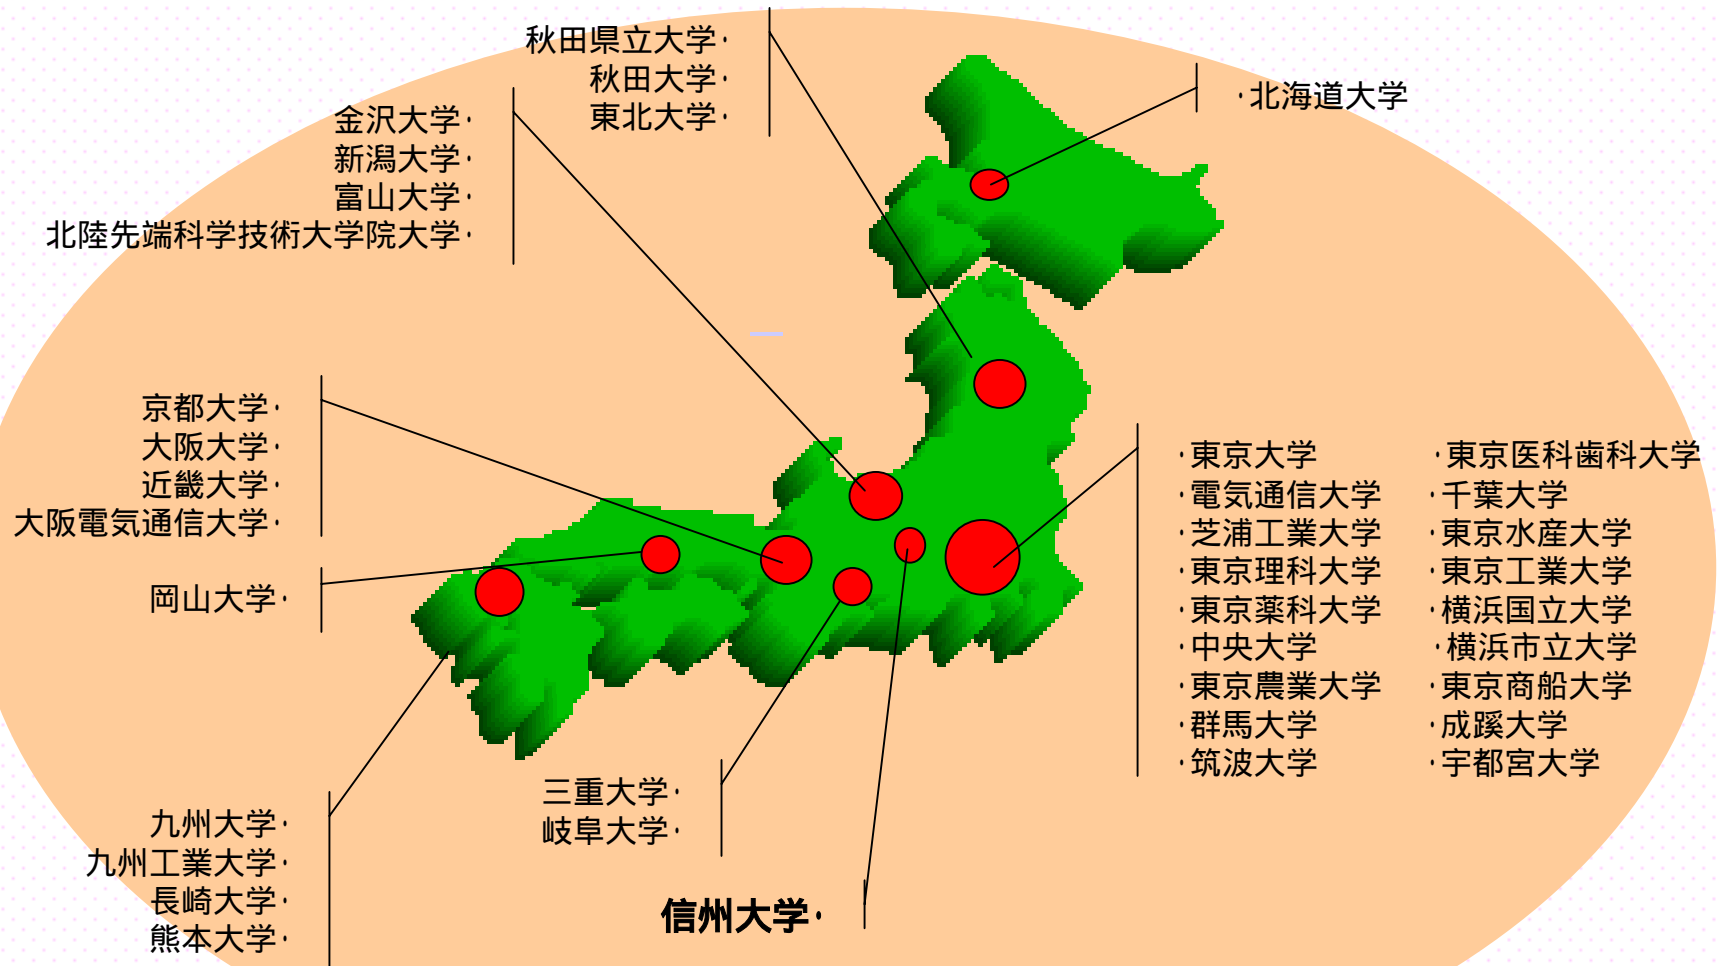 秋田県立大学·
秋田大学·
東北大学·
·北海道大学
金沢大学·
新潟大学·
富山大学·
北陸先端科学技術大学院大学·
京都大学·
大阪大学·
近畿大学·
大阪電気通信大学·
岡山大学·
·東京大学
·電気通信大学
·芝浦工業大学
·東京理科大学
·東京薬科大学
·中央大学
·東京農業大学
·群馬大学
·筑波大学
·東京医科歯科大学
·千葉大学
·東京水産大学
·東京工業大学
·横浜国立大学
·横浜市立大学
·東京商船大学
·成蹊大学
·宇都宮大学
三重大学·
岐阜大学·
信州大学·
九州大学·
九州工業大学·
長崎大学·
熊本大学·